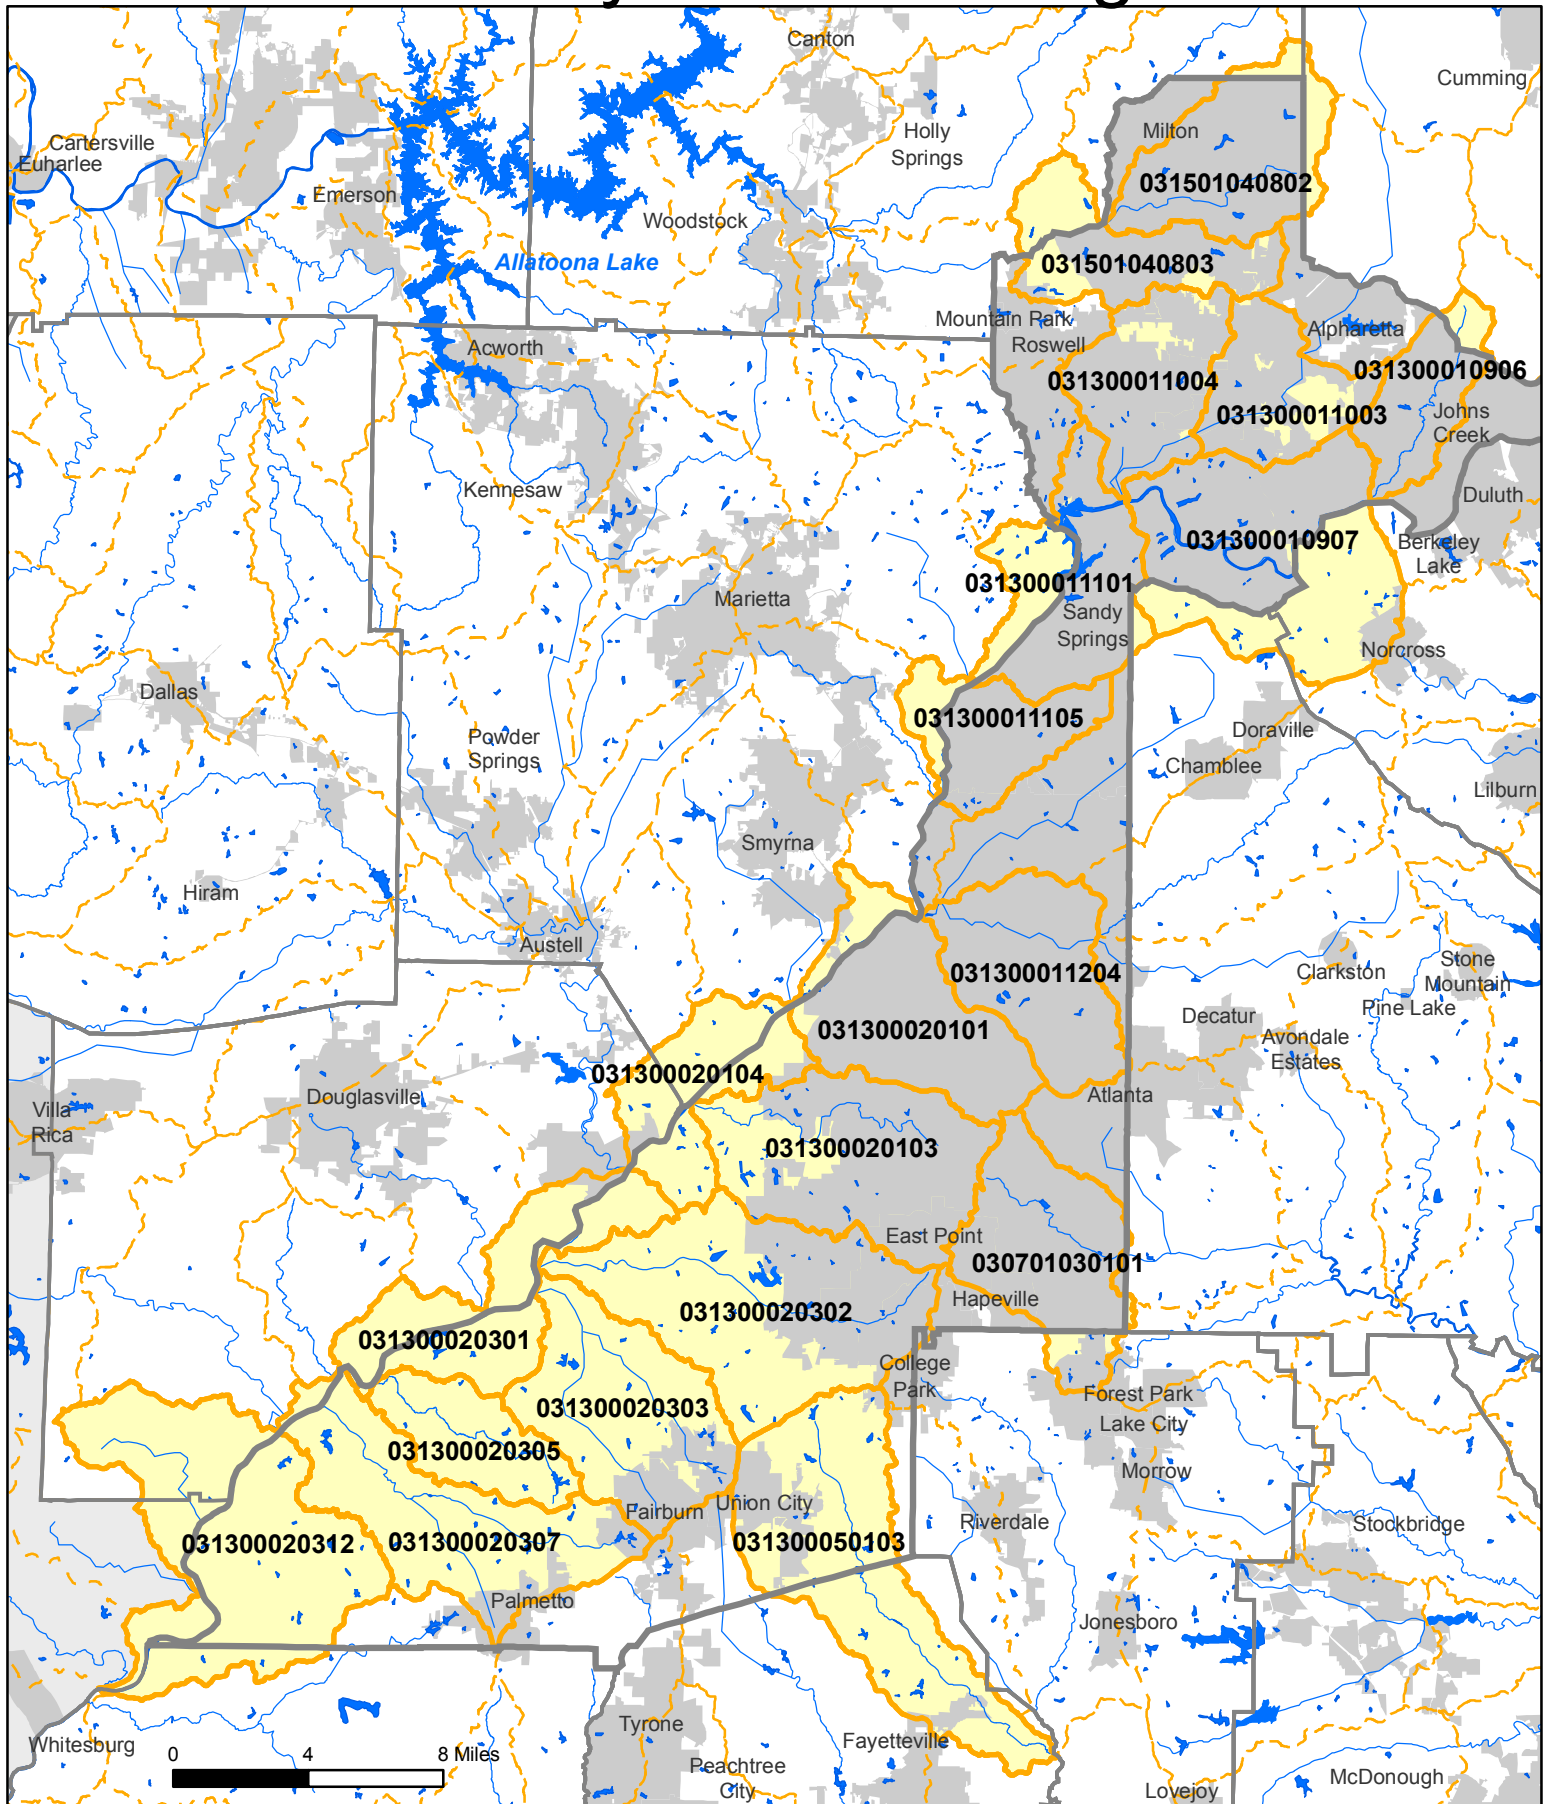 Canton
Cumming
Milton
Holly
Springs
Cartersville
Euharlee
031501040802
Emerson
Woodstock
Allatoona Lake
031501040803
Mountain Park
Alpharetta
Roswell
Acworth
031300010906
031300011004
031300011003
Johns
Creek
Kennesaw
Duluth
031300010907
Berkeley
Lake
031300011101
Marietta
Sandy
Springs
Norcross
Dallas
031300011105
Doraville
Powder
Springs
Chamblee
Lilburn
Smyrna
Hiram
Austell
031300011204
Clarkston
Stone
Mountain
Pine Lake
Decatur
031300020101
Avondale
Estates
031300020104
Douglasville
Atlanta
Villa
Rica
031300020103
East Point
030701030101
Hapeville
031300020302
031300020301
College
Park
Forest Park
031300020303
Lake City
031300020305
Morrow
Union City
Fairburn
Riverdale
Stockbridge
031300020312
031300020307
031300050103
Palmetto
Jonesboro
Tyrone
Whitesburg
Fayetteville
0 4 8 Miles
Peachtree
City
McDonough
Lovejoy